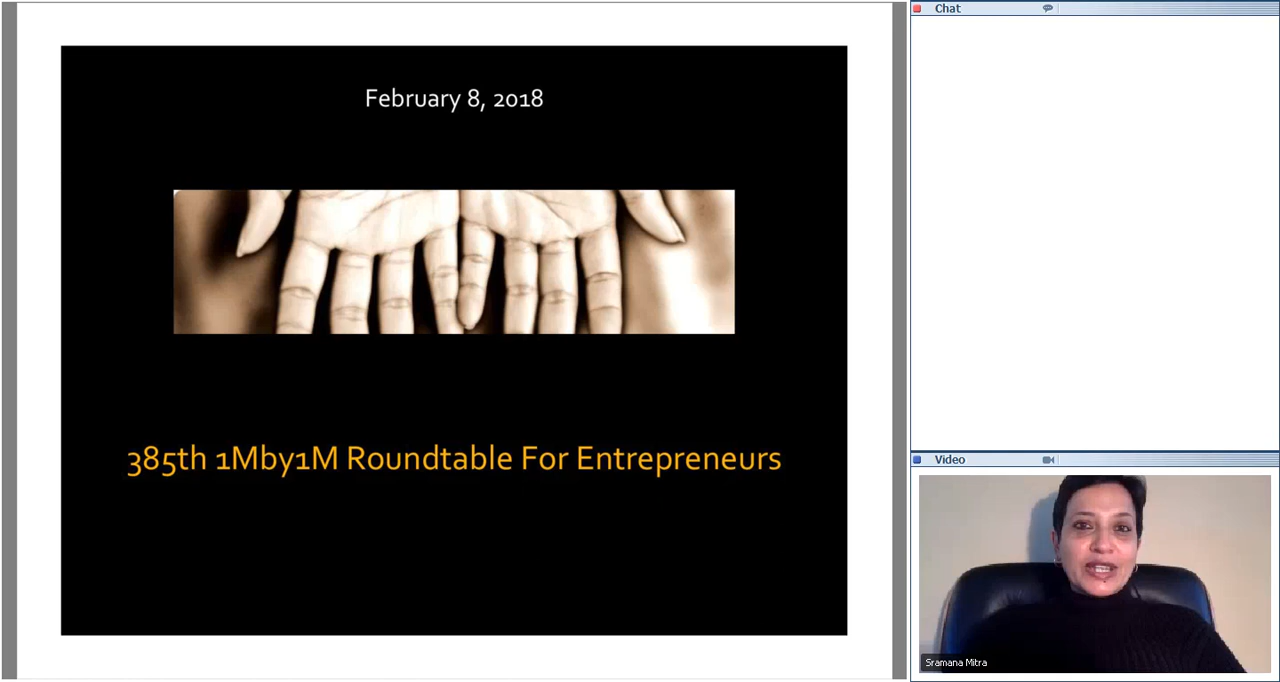 February 8, 2018
385th 1Mby1M Roundtable For Entrepreneurs
Chat
Video
Sramana Mitra